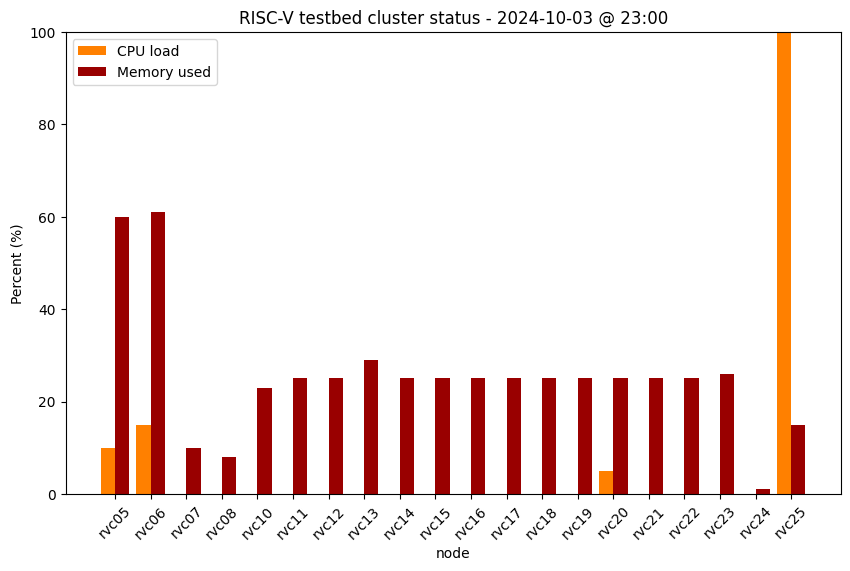 RISC-V testbed cluster status - 2024-10-03 @ 23:00
CPU load
Memory used
Percent (%)
100
80
60
40
20
0
rvc05 rvc06 rvc07 rvc08 rvc10 rvc11 rvc12 rvc13 rvc14 rvc15 rvc16 rvc17 rvc18 rvc19 rvc20 rvc21 rvc22 rvc23 rvc24 rvc25
node